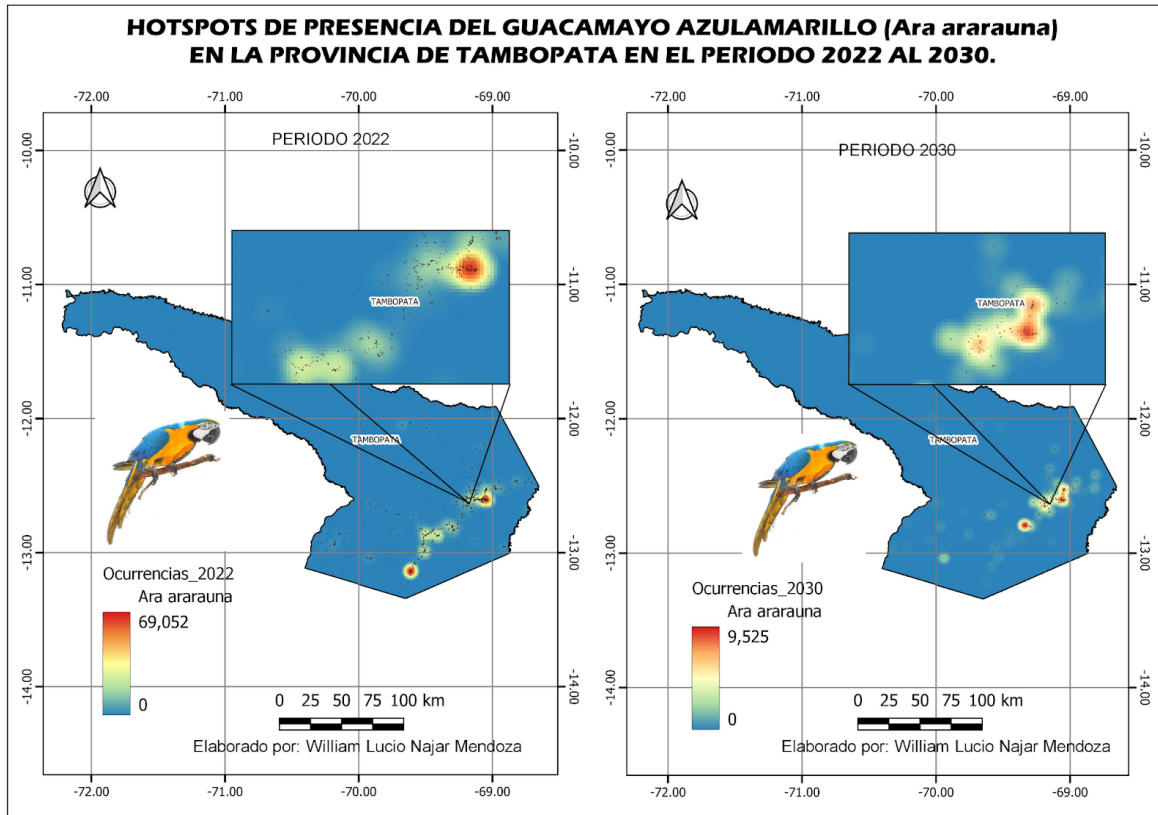 HOTSPOTS DE PRESENCIA DEL GUACAMAYO AZULAMARILLO (Ara ararauna)
EN LA PROVINCIA DE TAMBOPATA EN EL PERIODO 2022 AL 2030.
-72.00 -71.00 -70.00 -69.00
PERIODO 2022
-10.00 -10.00
-11.00 -11.00
-12.00 -12.00
-13.00 -13.00
-14.00 -14.00
TAMBOPATA
TAMBOPATA
Ocurrencias_2022
Ara ararauna
69,052
0
0 25 50 75 100 km
Elaborado por: William Lucio Najar Mendoza
-72.00 -71.00 -70.00 -69.00
-72.00 -71.00 -70.00 -69.00
PERIODO 2030
-10.00 -10.00
-11.00 -11.00
-12.00 -12.00
-13.00 -13.00
-14.00 -14.00
TAMBOPATA
TAMBOPATA
Ocurrencias_2030
Ara ararauna
9,525
0
0 25 50 75 100 km
Elaborado por: William Lucio Najar Mendoza
-72.00 -71.00 -70.00 -69.00